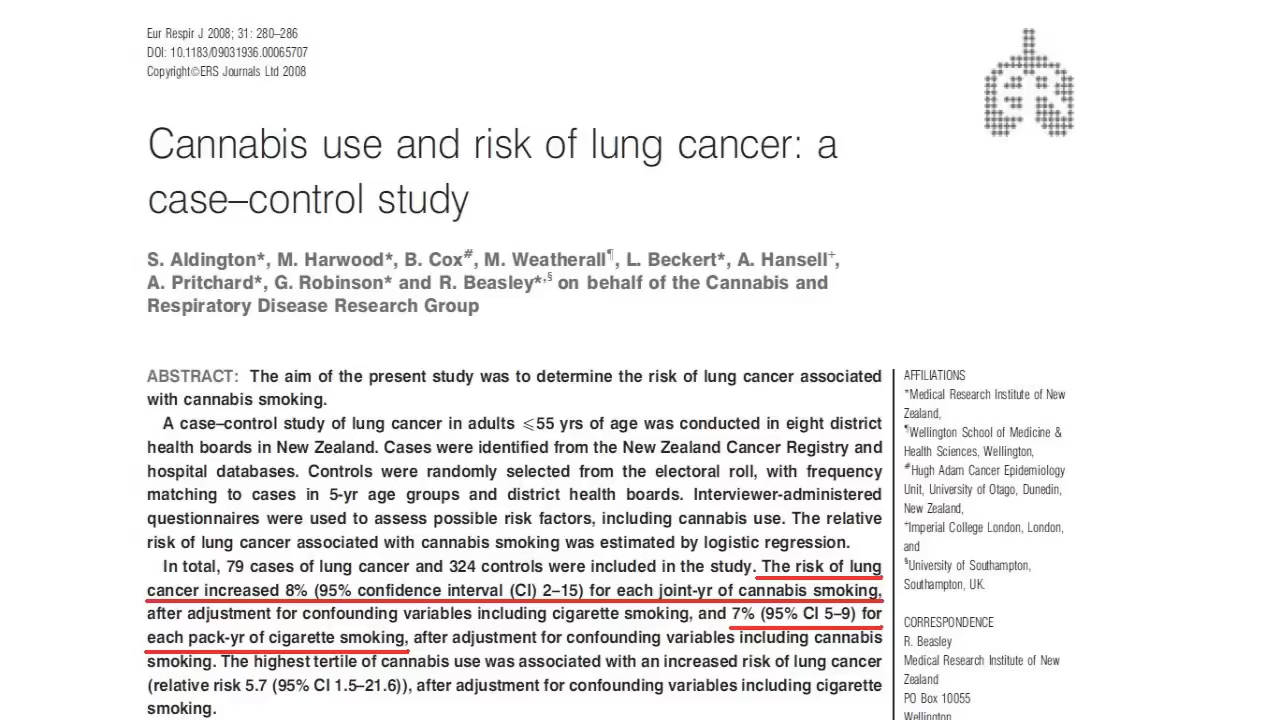 Eur Respir J 2008; 31: 280–286
DOI: 10.1183/09031936.00065707
Copyright©ERS Journals Ltd 2008
Cannabis use and risk of lung cancer: a
case–control study
S. Aldington*, M. Harwood*, B. Cox#, M. Weatherall¶, L. Beckert*, A. Hansell+,
A. Pritchard*, G. Robinson* and R. Beasley*,§ on behalf of the Cannabis and
Respiratory Disease Research Group
ABSTRACT: The aim of the present study was to determine the risk of lung cancer associated
with cannabis smoking.
A case–control study of lung cancer in adults ⩽55 yrs of age was conducted in eight district
health boards in New Zealand. Cases were identified from the New Zealand Cancer Registry and
hospital databases. Controls were randomly selected from the electoral roll, with frequency
matching to cases in 5-yr age groups and district health boards. Interviewer-administered
questionnaires were used to assess possible risk factors, including cannabis use. The relative
risk of lung cancer associated with cannabis smoking was estimated by logistic regression.
In total, 79 cases of lung cancer and 324 controls were included in the study. The risk of lung
cancer increased 8% (95% confidence interval (CI) 2–15) for each joint-yr of cannabis smoking,
after adjustment for confounding variables including cigarette smoking, and 7% (95% CI 5–9) for
each pack-yr of cigarette smoking, after adjustment for confounding variables including cannabis
smoking. The highest tertile of cannabis use was associated with an increased risk of lung cancer
(relative risk 5.7 (95% CI 1.5–21.6)), after adjustment for confounding variables including cigarette
smoking.
AFFILIATIONS
*Medical Research Institute of New
Zealand,
¶Wellington School of Medicine &
Health Sciences, Wellington,
#Hugh Adam Cancer Epidemiology
Unit, University of Otago, Dunedin,
New Zealand,
+Imperial College London, London,
and
§University of Southampton,
Southampton, UK.
CORRESPONDENCE
R. Beasley
Medical Research Institute of New
Zealand
PO Box 10055
Wellington